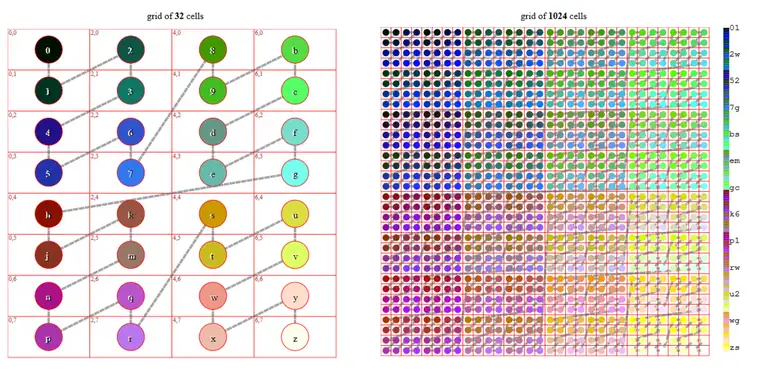 grid of 32 cells
0,0 2,0 4,0 6,0
0 2 8 b
0,1 2,1 4,1 6,1
1 3 9 c
0,2 2,2 4,2 6,2
4 6 d f
0,3 2,3 4,3 6,3
5 7 e g
0,4 2,4 4,4 6,4
h k s u
0,5 2,5 4,5 6,5
j m t v
0,6 2,6 4,6 6,6
n q w y
0,7 2,7 4,7 6,7
p r x z
grid of 1024 cells
01
2w
52
7g
bs
em
gc
k6
p1
rw
u2
wg
zs